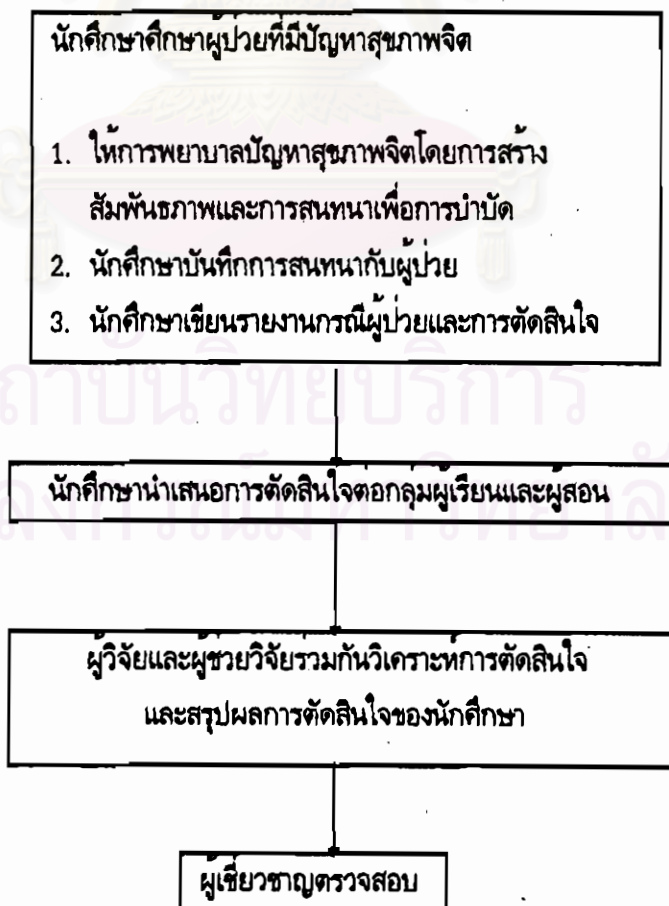 นักศึกษาศึกษาผู้ป่วยที่มีปัญหาสุขภาพจิต
1. ให้การพยาบาลปัญหาสุขภาพจิตโดยการสร้าง
สัมพันธภาพและการสนทนาเพื่อการบำบัด
2. นักศึกษาบันทึกการสนทนากับผู้ป่วย
3. นักศึกษาเขียนรายงานกรณีผู้ป่วยและการตัดสินใจ
นักศึกษานำเสนอการตัดสินใจต่อกลุ่มผู้เรียนและผู้สอน
ผู้วิจัยและผู้ช่วยวิจัยร่วมกันวิเคราะห์การตัดสินใจ
และสรุปผลการตัดสินใจของนักศึกษา
ผู้เชี่ยวชาญตรวจสอบ